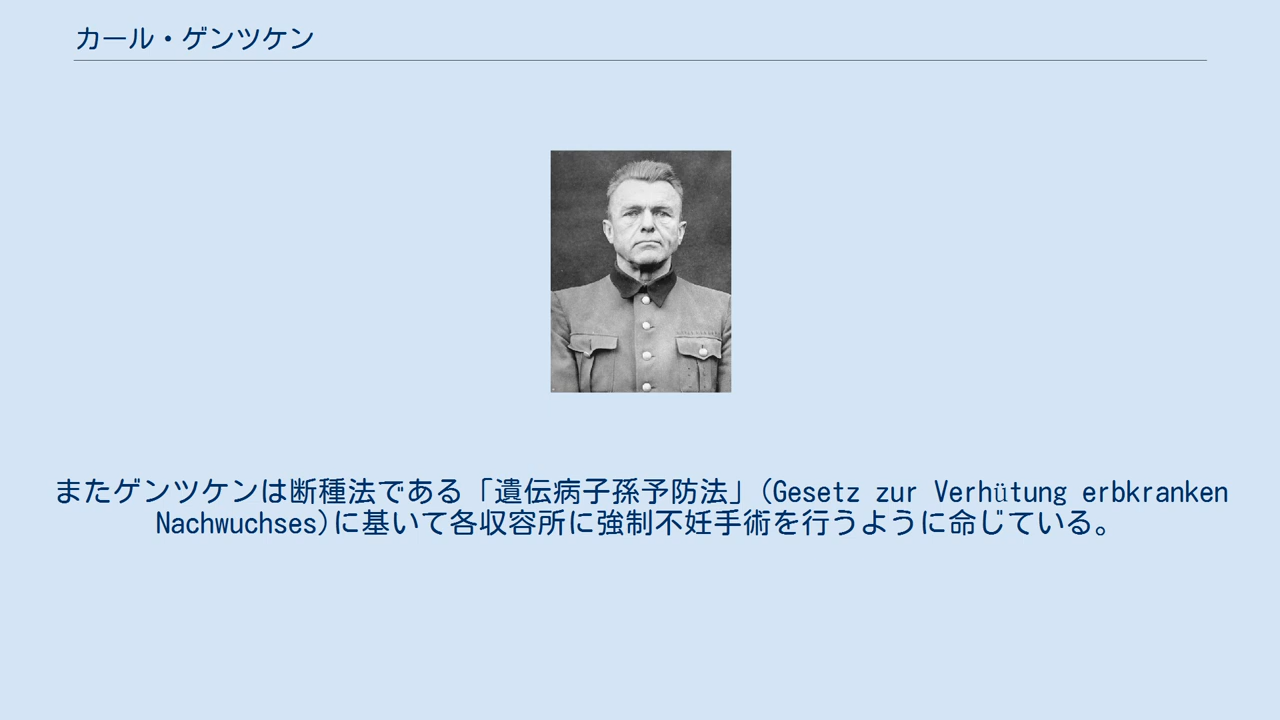 カール・ゲンツケン
またゲンツケンは断種法である「遺伝病子孫予防法」(Gesetz zur Verhütung erbkranken
Nachwuchses)に基いて各収容所に強制不妊手術を行うように命じている。